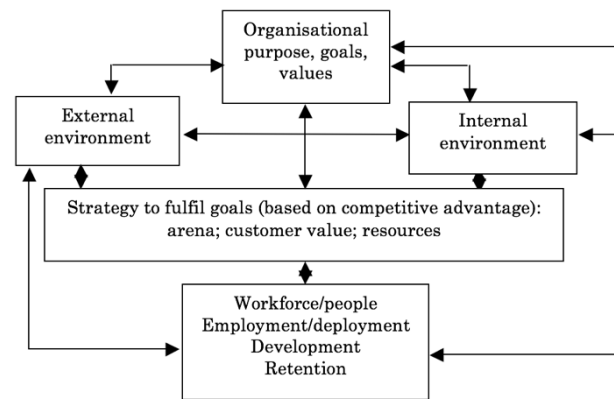 Organisational
purpose, goals,
values
External
environment
Internal
environment
Strategy to fulfil goals (based on competitive advantage):
arena; customer value; resources
Workforce/people
Employment/deployment
Development
Retention